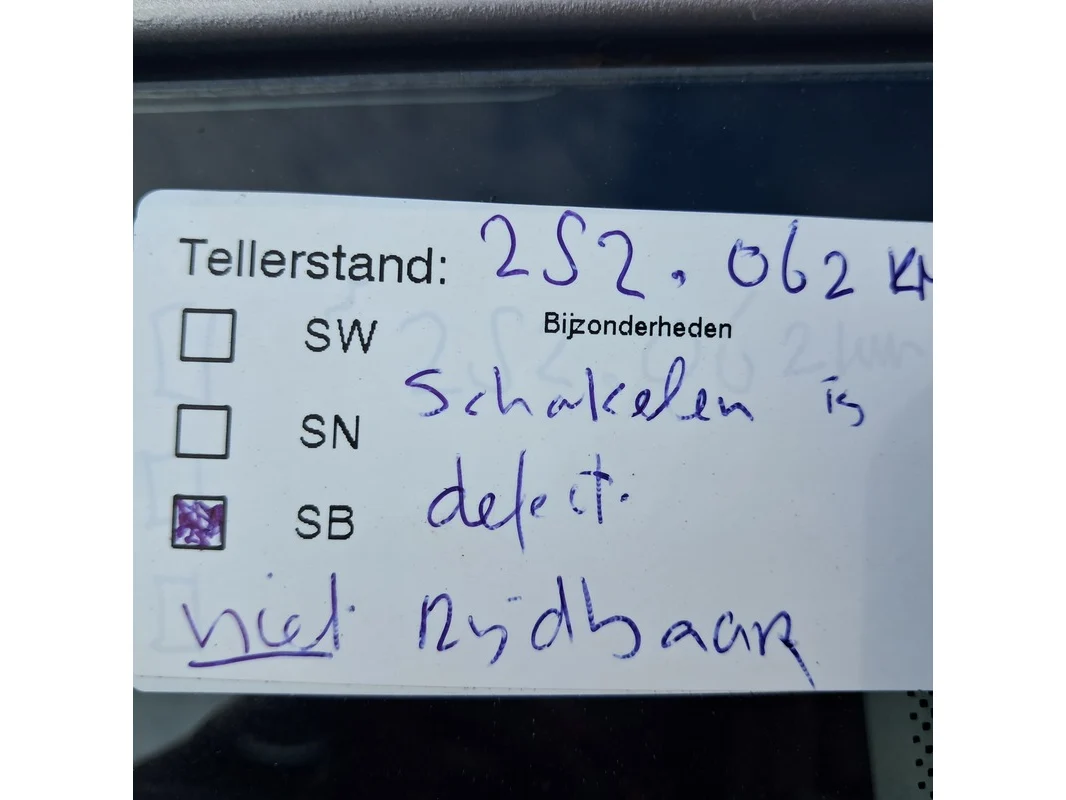 Tellerstand: 252.062 KM
SW Bijzonderheden
Schakelen is
SN
defect.
SB
niet Rijdbaar